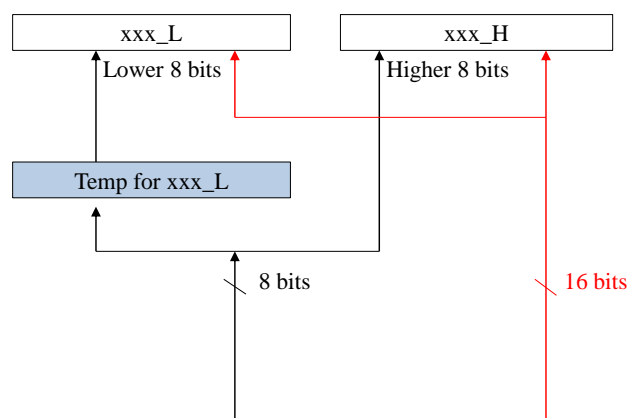 xxx_L
xxx_H
Lower 8 bits
Higher 8 bits
Temp for xxx_L
8 bits
16 bits